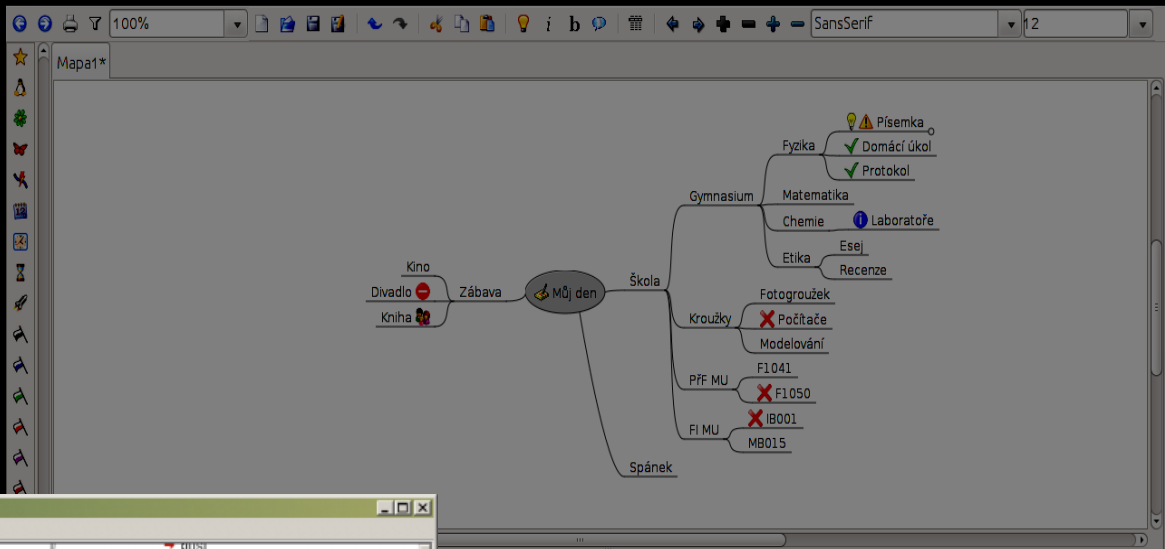 100%
SansSerif
12
Mapa1*
Písemka
Fyzika
Domácí úkol
Protokol
Gymnasium
Matematika
Chemie
Laboratoře
Etika
Esej
Recenze
Kino
Divadlo
Kniha
Zábava
Můj den
Škola
Fotogroužek
Kroužky
Počítače
Modelování
PřF MU
F1041
F1050
FI MU
IB001
MB015
Spánek